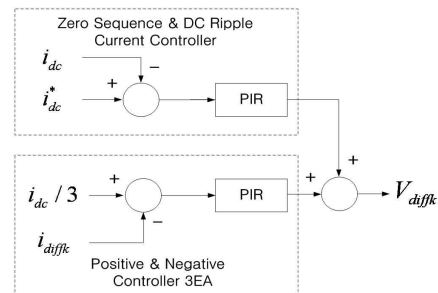 Zero Sequence & DC Ripple
Current Controller
i_dc
−
+
i*_dc
PIR
+
i_dc / 3
+
PIR
+
V_diffk
i_diffk
−
Positive & Negative
Controller 3EA